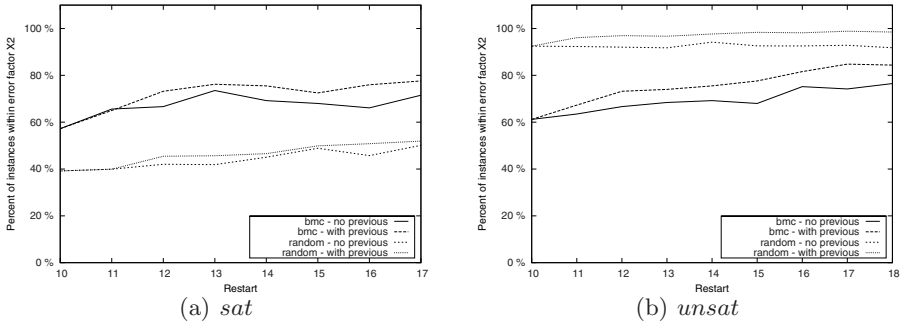 Percent of instances within error factor X2
100 %
80 %
60 %
40 %
20 %
0 %
bmc - no previous
bmc - with previous
random - no previous
random - with previous
10 11 12 13 14 15 16 17
Restart
(a) sat
Percent of instances within error factor X2
100 %
80 %
60 %
40 %
20 %
0 %
bmc - no previous
bmc - with previous
random - no previous
random - with previous
10 11 12 13 14 15 16 17 18
Restart
(b) unsat